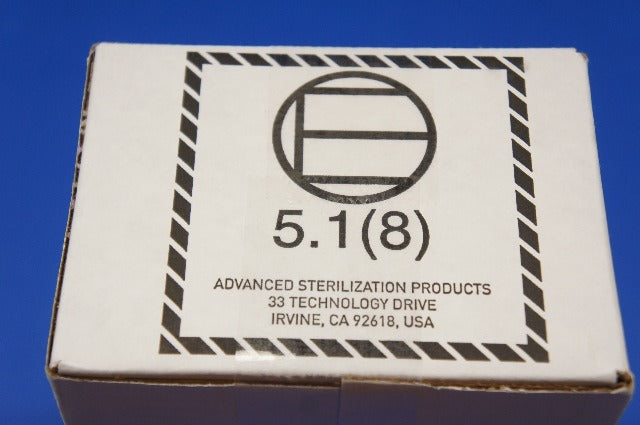 E
5.1(8)
ADVANCED STERILIZATION PRODUCTS
33 TECHNOLOGY DRIVE
IRVINE, CA 92618, USA